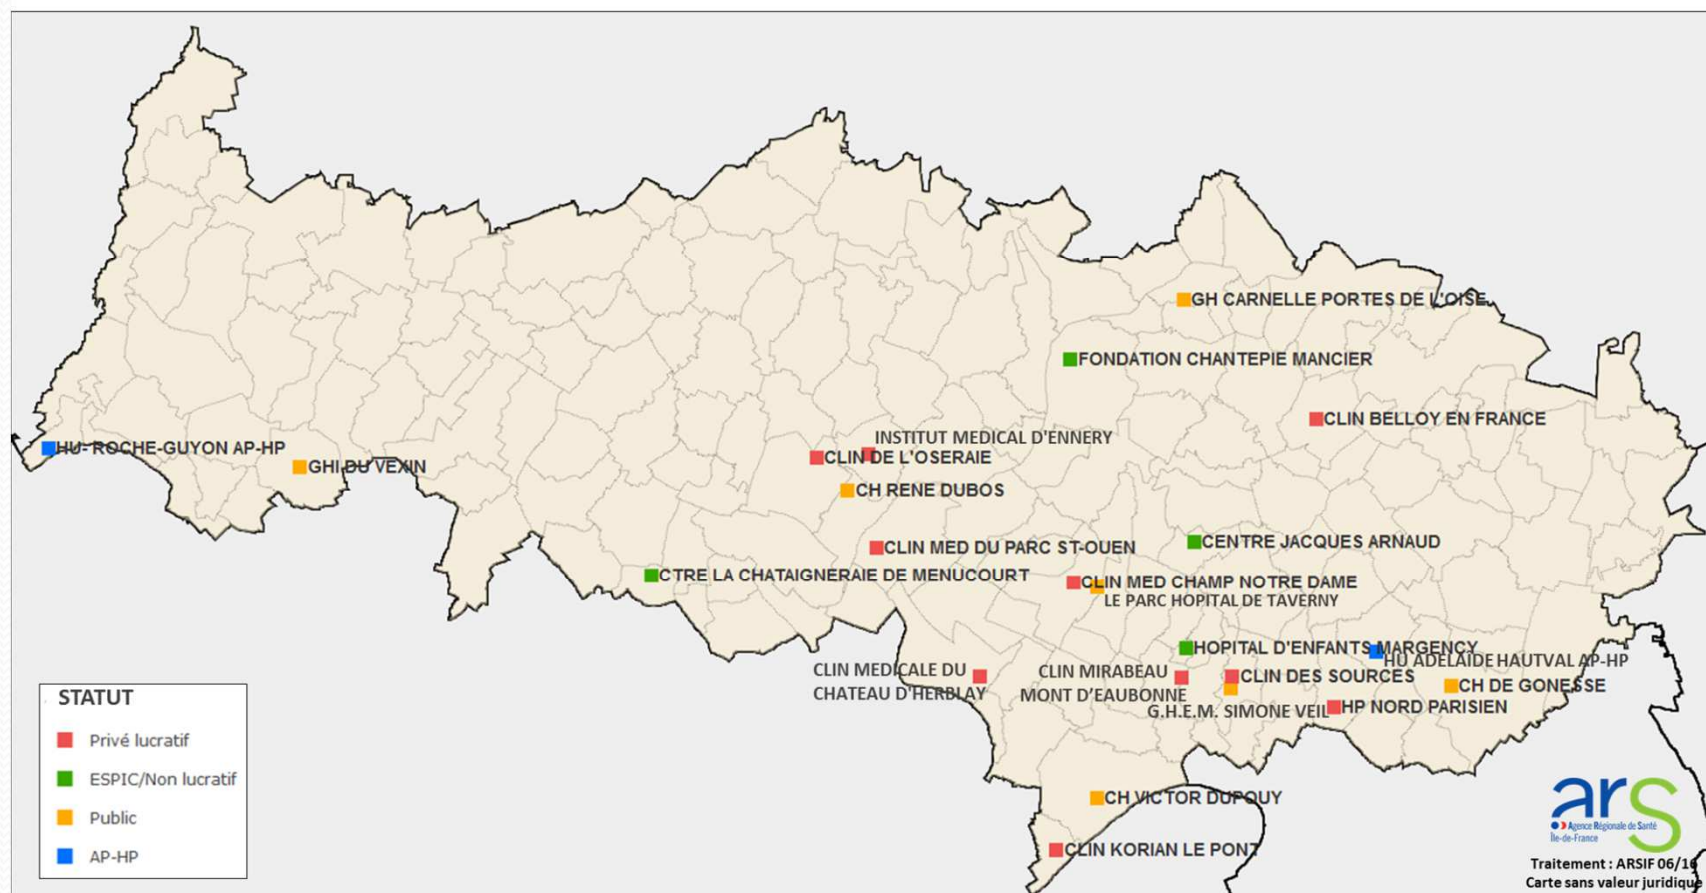 GH CARNELLE PORTES DE L'OISE
FONDATION CHANTEPIE MANCIER
CLIN BELLOY EN FRANCE
INSTITUT MEDICAL D'ENNERY
HU- ROCHE-GUYON AP-HP
GHI DU VEXIN
CLIN DE L'OSERAIE
CH RENE DUBOS
CENTRE JACQUES ARNAUD
CLIN MED DU PARC ST-OUEN
CTRE LA CHATAIGNERAIE DE MENUCOURT
CLIN MED CHAMP NOTRE DAME
LE PARC HOPITAL DE TAVERNY
HOPITAL D'ENFANTS MARGENCY
HU ADELAÏDE HAUTVAL AP-HP
CLIN MEDICALE DU
CHATEAU D'HERBLAY
CLIN MIRABEAU
MONT D’EAUBONNE
CLIN DES SOURCES
CH DE GONESSE
G.H.E.M. SIMONE VEIL
HP NORD PARISIEN
CH VICTOR DUPOUY
CLIN KORIAN LE PONT
STATUT
Privé lucratif
ESPIC/Non lucratif
Public
AP-HP
ars
Agence Régionale de Santé
Île-de-France
Traitement : ARSIF 06/16
Carte sans valeur juridique